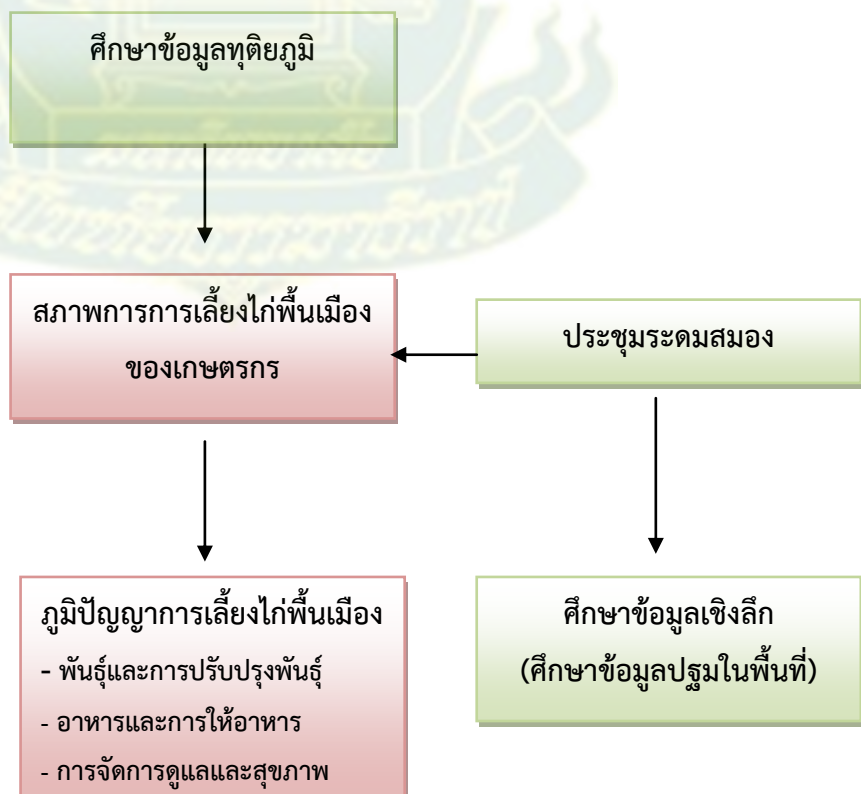 ศึกษาข้อมูลทุติยภูมิ
สภาพการการเลี้ยงไก่พื้นเมือง
ของเกษตรกร
ประชุมระดมสมอง
ภูมิปัญญาการเลี้ยงไก่พื้นเมือง
- พันธุ์และการปรับปรุงพันธุ์
- อาหารและการให้อาหาร
- การจัดการดูแลและสุขภาพ
ศึกษาข้อมูลเชิงลึก
(ศึกษาข้อมูลปฐมในพื้นที่)